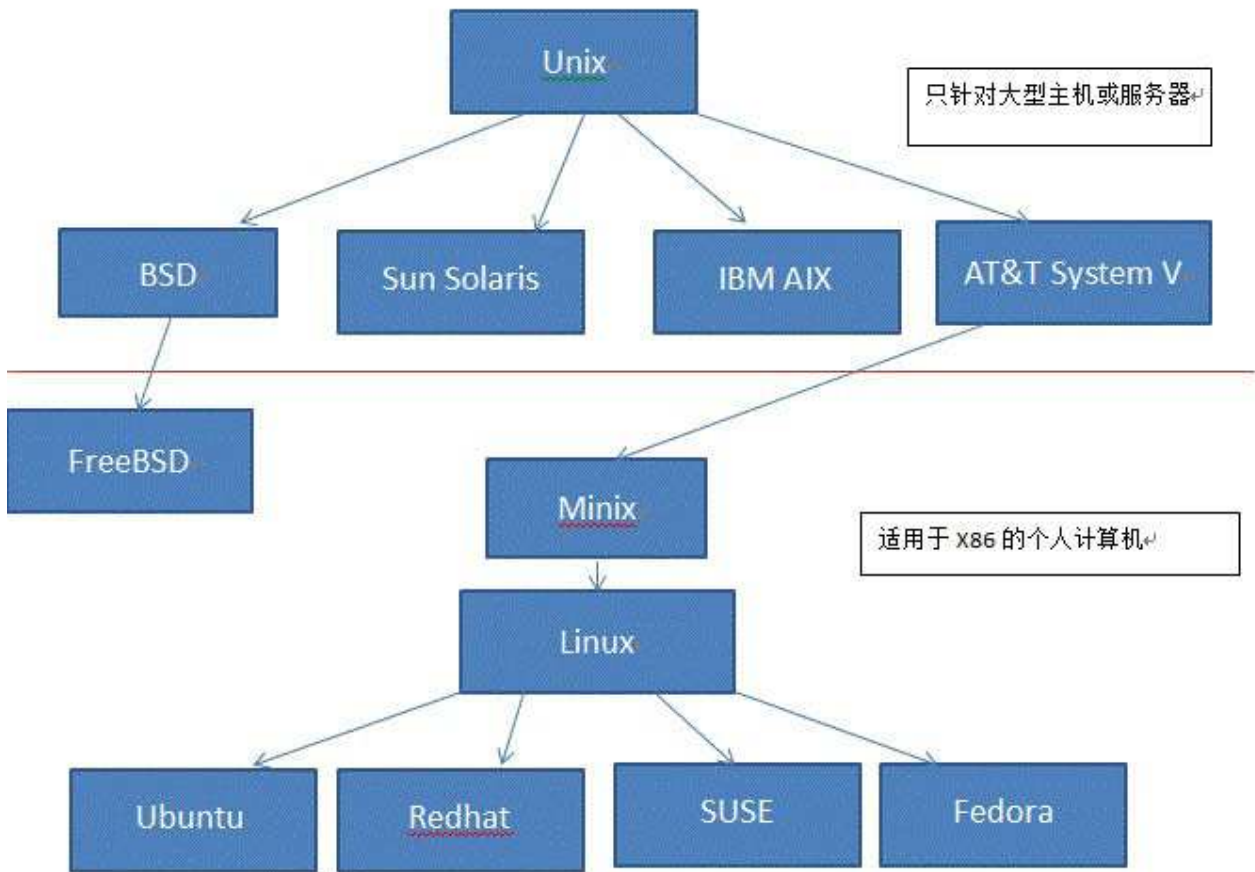 Unix
只针对大型主机或服务器
BSD
Sun Solaris
IBM AIX
AT&T System V
FreeBSD
Minix
适用于 X86 的个人计算机
Linux
Ubuntu
Redhat
SUSE
Fedora